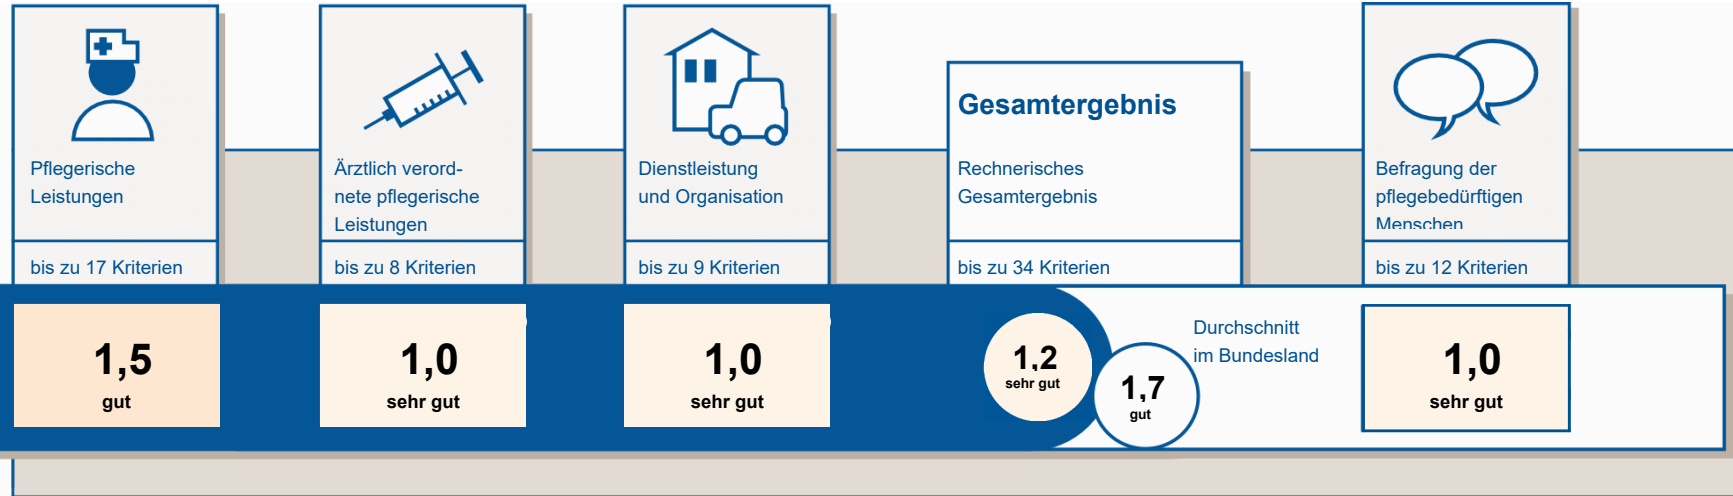 Pflegerische
Leistungen
bis zu 17 Kriterien
1,5
gut
Ärztlich verord-
nete pflegerische
Leistungen
bis zu 8 Kriterien
1,0
sehr gut
Dienstleistung
und Organisation
bis zu 9 Kriterien
1,0
sehr gut
Gesamtergebnis
Rechnerisches
Gesamtergebnis
bis zu 34 Kriterien
1,2
sehr gut
1,7
gut
Durchschnitt
im Bundesland
Befragung der
pflegebedürftigen
Menschen
bis zu 12 Kriterien
1,0
sehr gut